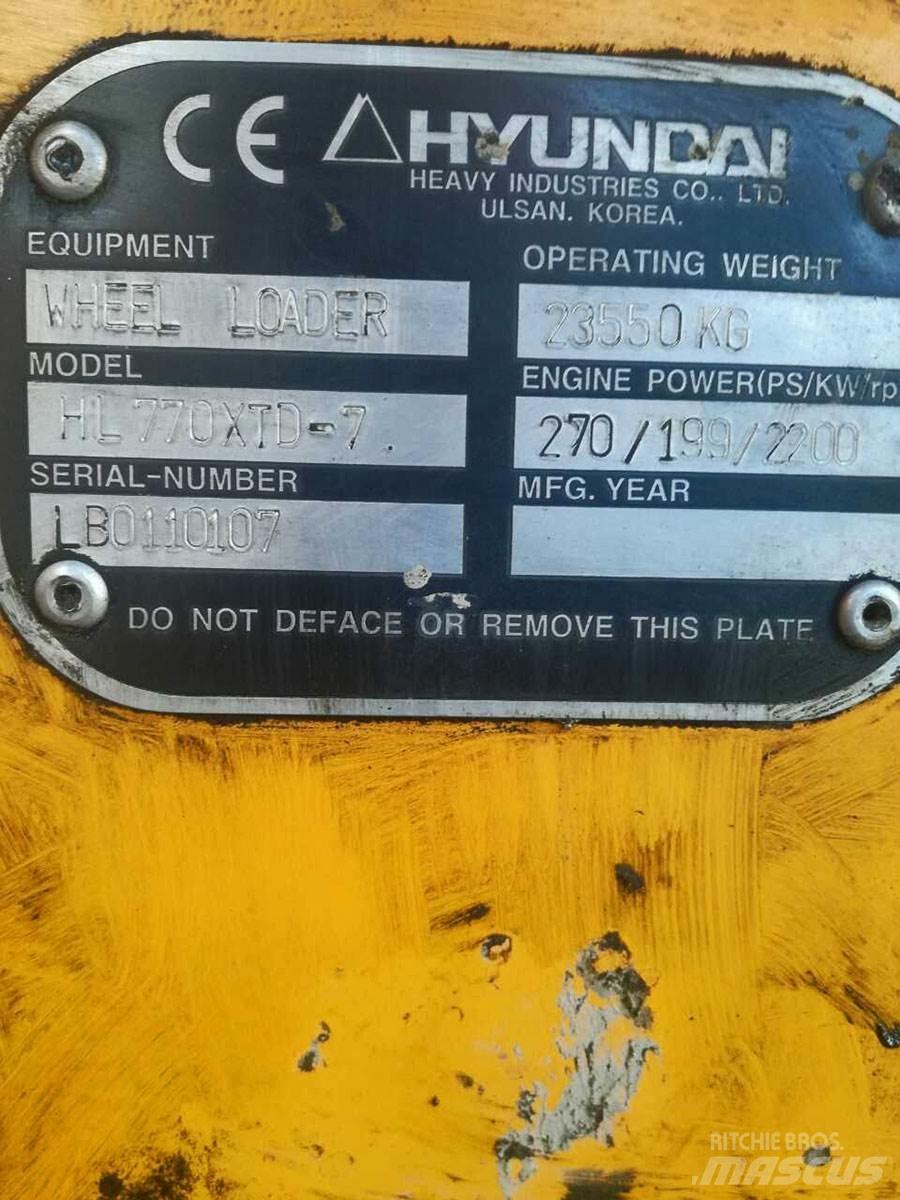 CE HYUNDAI
HEAVY INDUSTRIES CO., LTD.
ULSAN. KOREA.
EQUIPMENT
WHEEL LOADER
OPERATING WEIGHT
23550 KG
MODEL
HL770XTD-7.
ENGINE POWER(PS/KW/rp
270/199/2200
SERIAL-NUMBER
LB0110107
MFG. YEAR
DO NOT DEFACE OR REMOVE THIS PLATE
RITCHIE BROS.
MASCUS